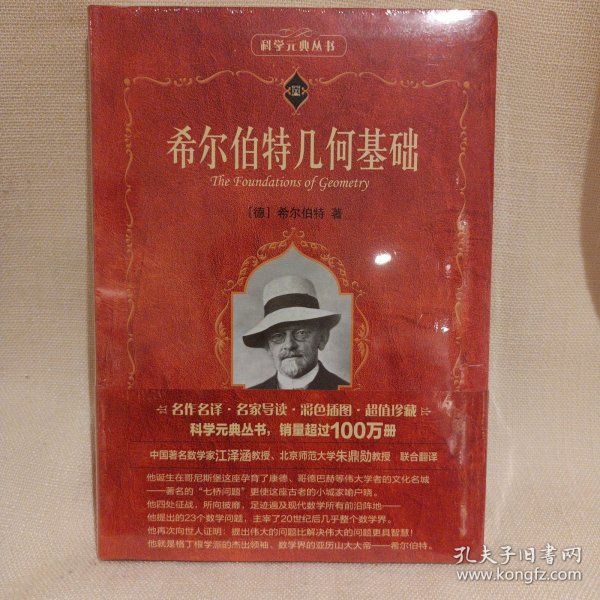 科学元典丛书
希尔伯特几何基础
The Foundations of Geometry
［德］希尔伯特 著
名作名译·名家导读·彩色插图·超值珍藏
科学元典丛书，销量超过100万册
中国著名数学家江泽涵教授、北京师范大学朱鼎勋教授 联合翻译
他诞生在哥尼斯堡这座孕育了康德、哥德巴赫等伟大学者的文化名城
——著名的“七桥问题”更使这座古老的小城家喻户晓。
他四处征战，所向披靡，足迹遍及现代数学所有前沿阵地——
他提出的23个数学问题，主宰了20世纪后几乎整个数学界。
他再次向世人证明：提出伟大的问题比解决伟大的问题更具智慧！
他就是格丁根学派的杰出领袖、数学界的亚历山大大帝——希尔伯特。
孔夫子旧书网
www.kongfz.com